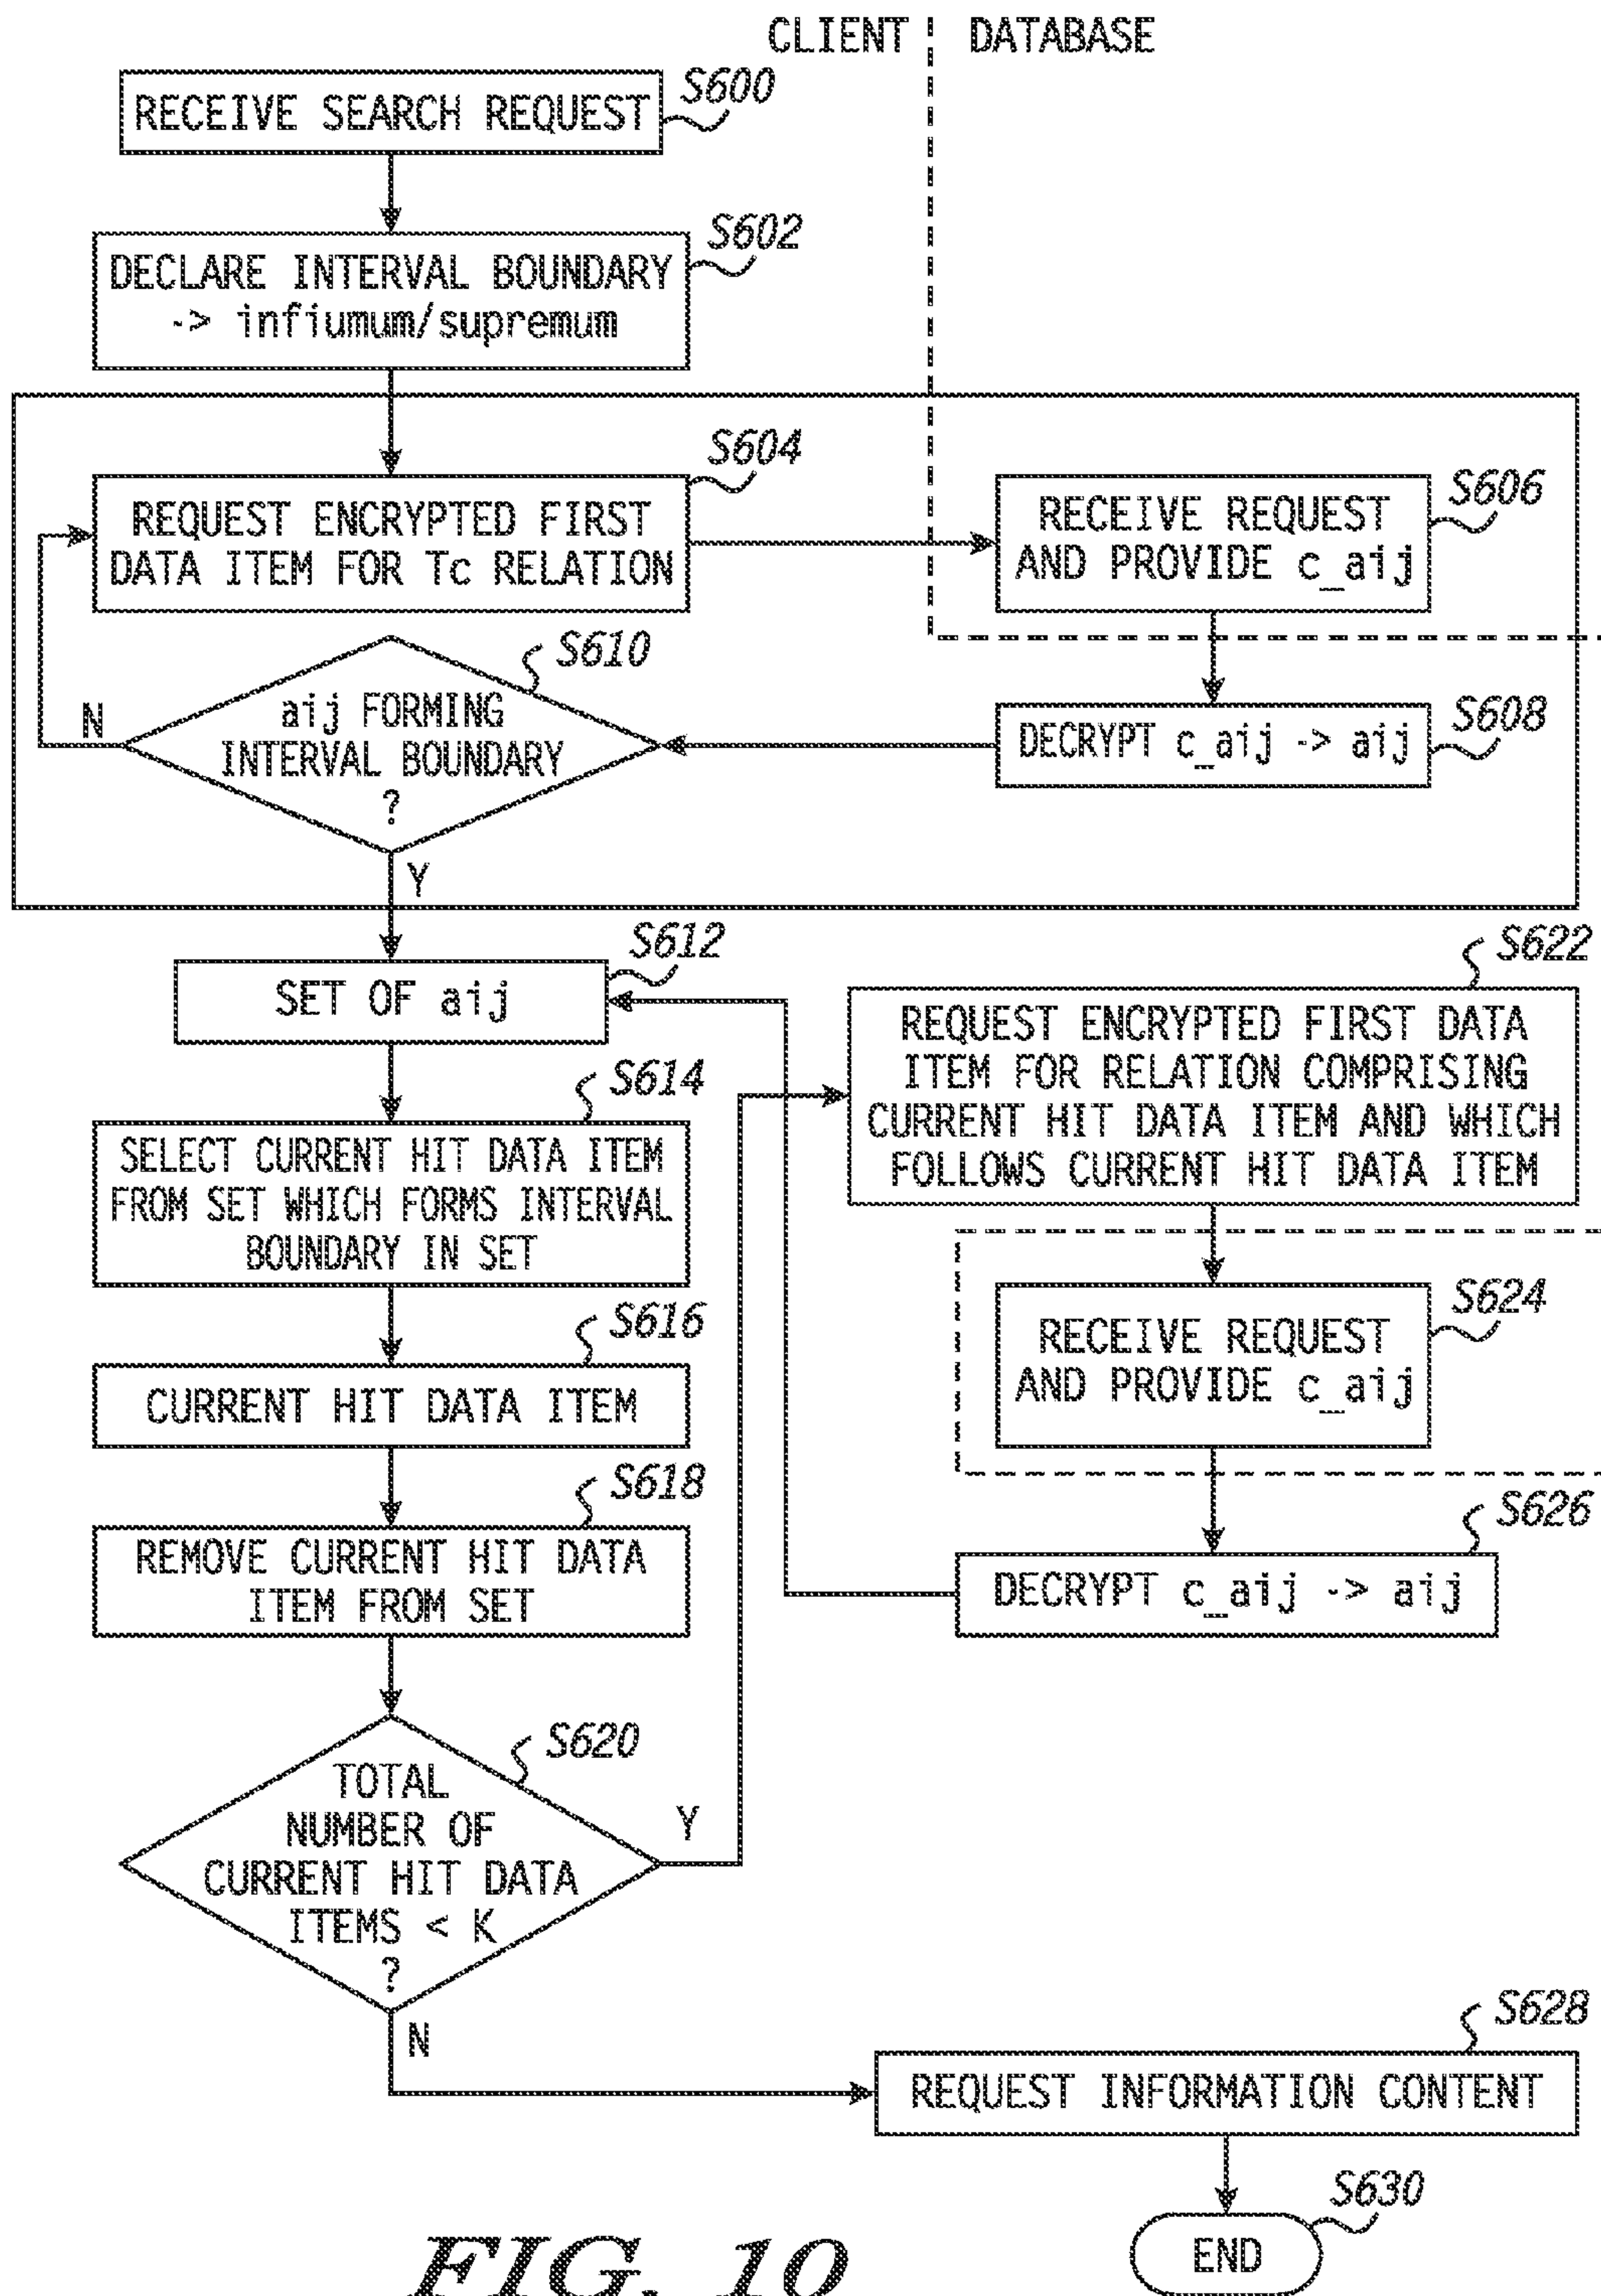 CLIENT DATABASE
S600
RECEIVE SEARCH REQUEST
S602
DECLARE INTERVAL BOUNDARY
-> infiumum/supremum
S604
REQUEST ENCRYPTED FIRST
DATA ITEM FOR Tc RELATION
S606
RECEIVE REQUEST
AND PROVIDE c_aij
S608
DECRYPT c_aij -> aij
S610
aij FORMING
INTERVAL BOUNDARY
?
N
Y
S612
SET OF aij
S614
SELECT CURRENT HIT DATA ITEM
FROM SET WHICH FORMS INTERVAL
BOUNDARY IN SET
S616
CURRENT HIT DATA ITEM
S618
REMOVE CURRENT HIT DATA
ITEM FROM SET
S620
TOTAL
NUMBER OF
CURRENT HIT DATA
ITEMS < K
?
Y
N
S622
REQUEST ENCRYPTED FIRST DATA
ITEM FOR RELATION COMPRISING
CURRENT HIT DATA ITEM AND WHICH
FOLLOWS CURRENT HIT DATA ITEM
S624
RECEIVE REQUEST
AND PROVIDE c_aij
S626
DECRYPT c_aij -> aij
S628
REQUEST INFORMATION CONTENT
S630
END
FIG. 10